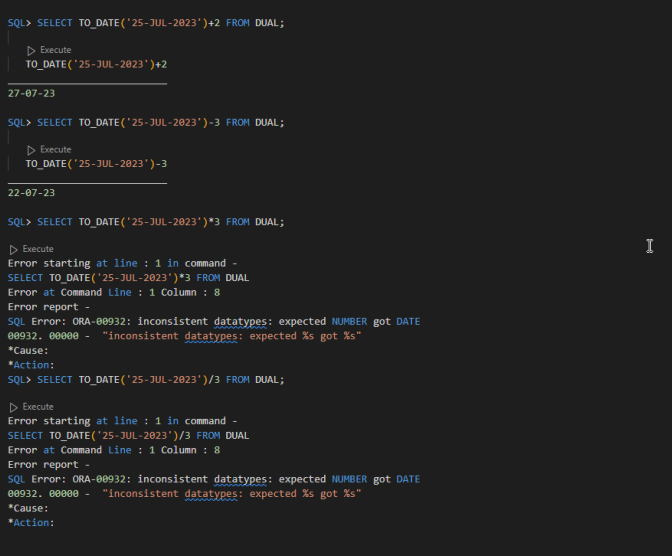 SQL> SELECT TO_DATE('25-JUL-2023')+2 FROM DUAL;
Execute
TO_DATE('25-JUL-2023')+2
27-07-23
SQL> SELECT TO_DATE('25-JUL-2023')-3 FROM DUAL;
Execute
TO_DATE('25-JUL-2023')-3
22-07-23
SQL> SELECT TO_DATE('25-JUL-2023')*3 FROM DUAL;
Execute
Error starting at line : 1 in command -
SELECT TO_DATE('25-JUL-2023')*3 FROM DUAL
Error at Command Line : 1 Column : 8
Error report -
SQL Error: ORA-00932: inconsistent datatypes: expected NUMBER got DATE
00932. 00000 -  "inconsistent datatypes: expected %s got %s"
*Cause:
*Action:
SQL> SELECT TO_DATE('25-JUL-2023')/3 FROM DUAL;
Execute
Error starting at line : 1 in command -
SELECT TO_DATE('25-JUL-2023')/3 FROM DUAL
Error at Command Line : 1 Column : 8
Error report -
SQL Error: ORA-00932: inconsistent datatypes: expected NUMBER got DATE
00932. 00000 -  "inconsistent datatypes: expected %s got %s"
*Cause:
*Action: